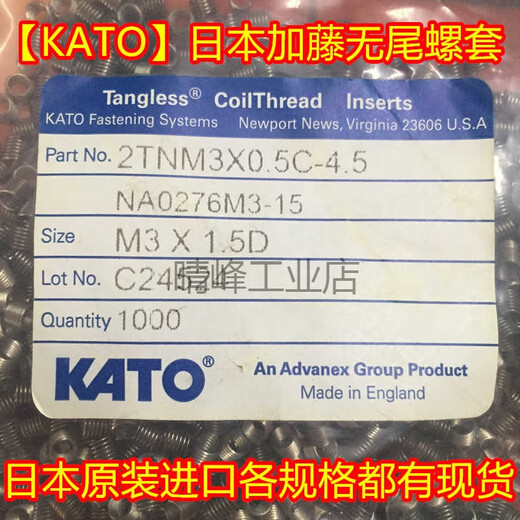 【KATO】日本加藤无尾螺套
Tangless® CoilThread Inserts
KATO Fastening Systems Newport News, Virginia 23606 U.S.A
Part No. 2TNM3X0.5C-4.5
NA0276M3-15
Size M3 X 1.5D
Lot No. C24524
晴峰工业店
Quantity 1000
KATO® An Advanex Group Product
Made in England
日本原装进口各规格都有现货